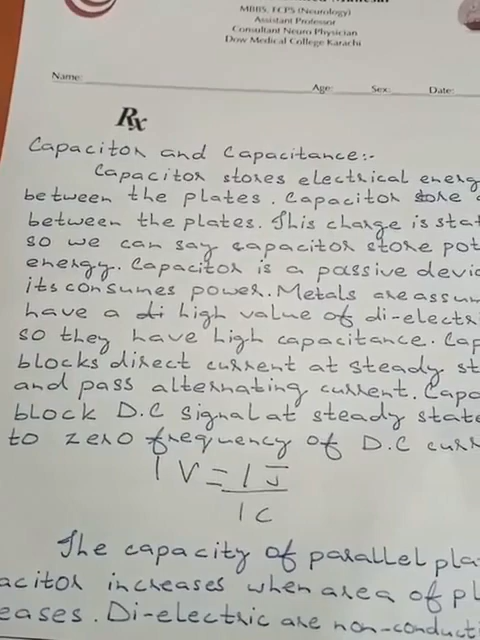 MBBS, FCPS (Neurology)
Assistant Professor
Consultant Neuro Physician
Dow Medical College Karachi
Name: Age: Sex: Date:
Rx
Capacitor and Capacitance:-
Capacitor stores electrical energ
between the plates. Capacitor store
between the plates. This charge is stat
so we can say capacitor store pot
energy. Capacitor is a passive devic
its consumes power. Metals are assum
have a di high value of di-electr
so they have high capacitance. Cap
blocks direct current at steady st
and pass alternating current. Capa
block D.C signal at steady state
to zero frequency of D.C curr
1 V = 1 J
1 C
The capacity of parallel pla
acitor increases when area of pl
eases. Di-electric are non-conduct